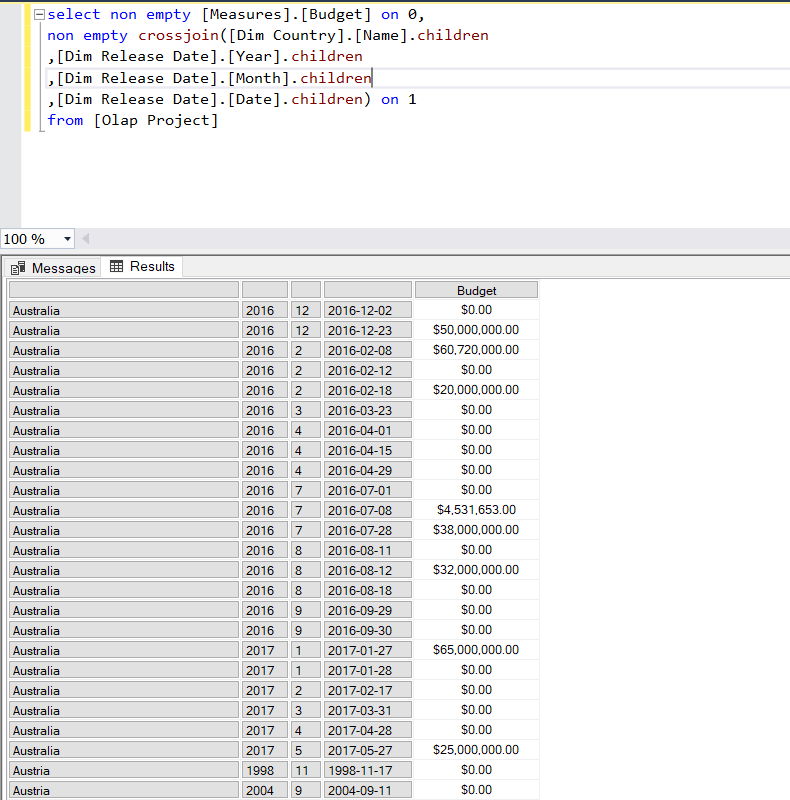 select non empty [Measures].[Budget] on 0,
non empty crossjoin([Dim Country].[Name].children
,[Dim Release Date].[Year].children
,[Dim Release Date].[Month].children
,[Dim Release Date].[Date].children) on 1
from [Olap Project]
100 %
Messages Results
Budget
Australia 2016 12 2016-12-02 $0.00
Australia 2016 12 2016-12-23 $50,000,000.00
Australia 2016 2 2016-02-08 $60,720,000.00
Australia 2016 2 2016-02-12 $0.00
Australia 2016 2 2016-02-18 $20,000,000.00
Australia 2016 3 2016-03-23 $0.00
Australia 2016 4 2016-04-01 $0.00
Australia 2016 4 2016-04-15 $0.00
Australia 2016 4 2016-04-29 $0.00
Australia 2016 7 2016-07-01 $0.00
Australia 2016 7 2016-07-08 $4,531,653.00
Australia 2016 7 2016-07-28 $38,000,000.00
Australia 2016 8 2016-08-11 $0.00
Australia 2016 8 2016-08-12 $32,000,000.00
Australia 2016 8 2016-08-18 $0.00
Australia 2016 9 2016-09-29 $0.00
Australia 2016 9 2016-09-30 $0.00
Australia 2017 1 2017-01-27 $65,000,000.00
Australia 2017 1 2017-01-28 $0.00
Australia 2017 2 2017-02-17 $0.00
Australia 2017 3 2017-03-31 $0.00
Australia 2017 4 2017-04-28 $0.00
Australia 2017 5 2017-05-27 $25,000,000.00
Austria 1998 11 1998-11-17 $0.00
Austria 2004 9 2004-09-11 $0.00